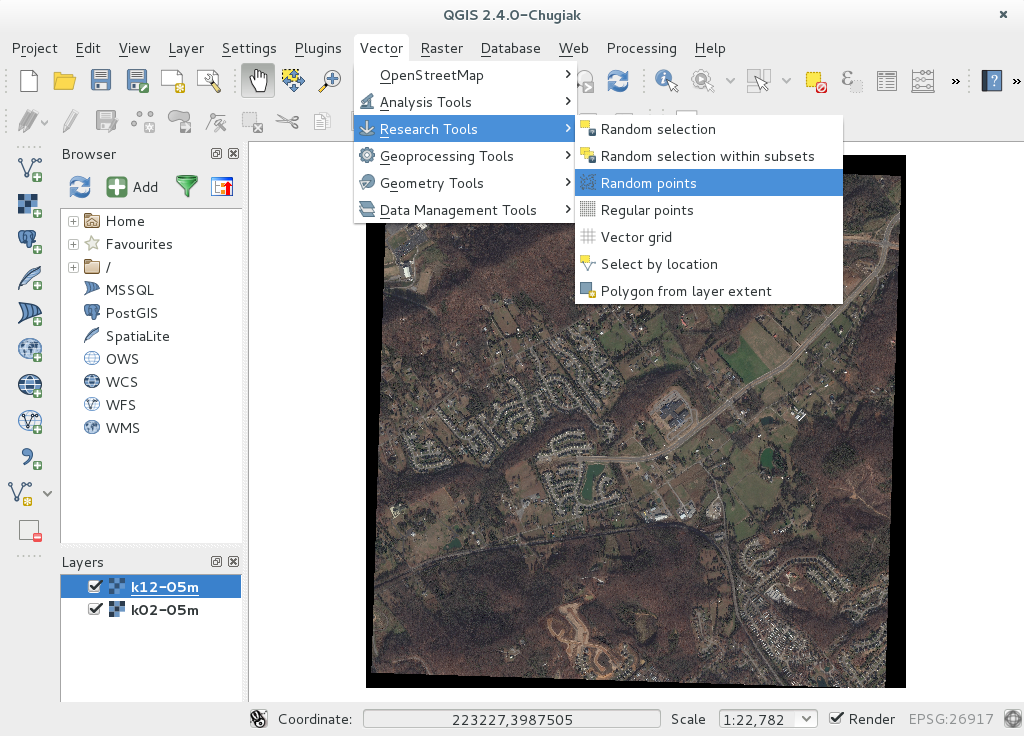 QGIS 2.4.0-Chugiak
Project Edit View Layer Settings Plugins Vector Raster Database Web Processing Help
OpenStreetMap
Analysis Tools
Research Tools
Geoprocessing Tools
Geometry Tools
Data Management Tools
Random selection
Random selection within subsets
Random points
Regular points
Vector grid
Select by location
Polygon from layer extent
Browser
Add
Home
Favourites
/
MSSQL
PostGIS
SpatiaLite
OWS
WCS
WFS
WMS
Layers
k12-05m
k02-05m
Coordinate: 223227,3987505 Scale 1:22,782 Render EPSG:26917